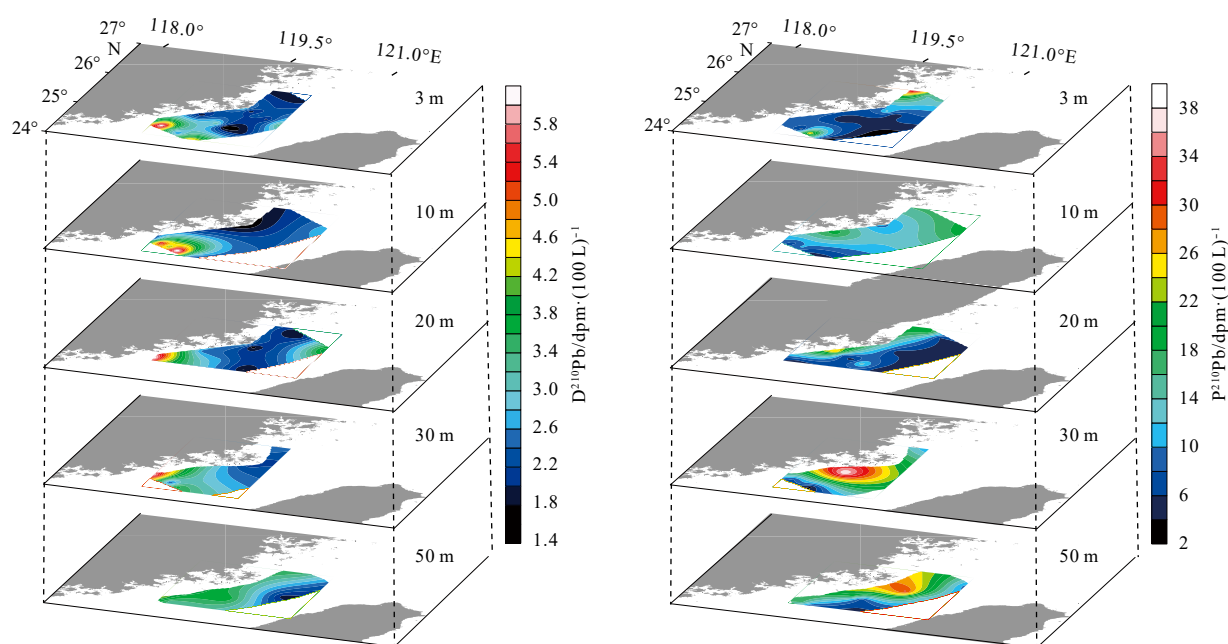 27°
N
26°
25°
24°
118.0°
119.5°
121.0°E
3 m
10 m
20 m
30 m
50 m
5.8
5.4
5.0
4.6
4.2
3.8
3.4
3.0
2.6
2.2
1.8
1.4
D²¹⁰Pb/dpm·(100 L)⁻¹
27°
N
26°
25°
24°
118.0°
119.5°
121.0°E
3 m
10 m
20 m
30 m
50 m
38
34
30
26
22
18
14
10
6
2
P²¹⁰Pb/dpm·(100 L)⁻¹